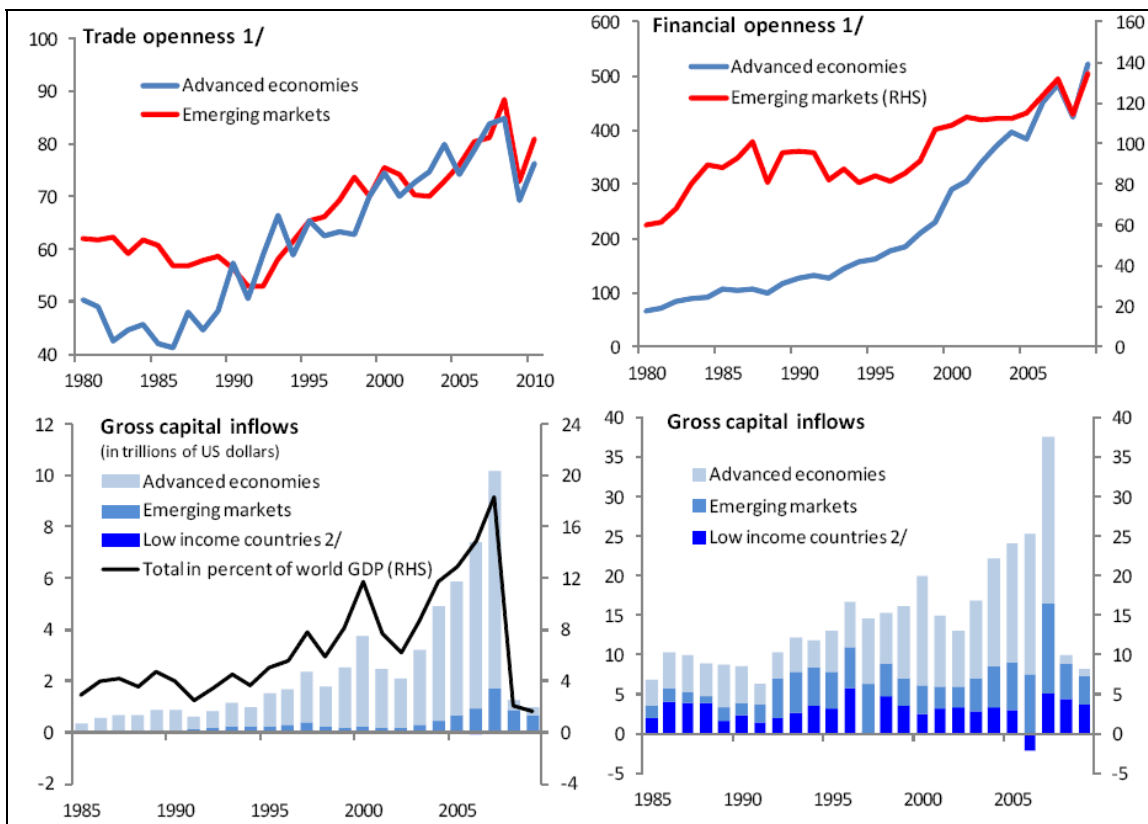 Trade openness 1/
Advanced economies
Emerging markets
100
90
80
70
60
50
40
1980 1985 1990 1995 2000 2005 2010
Financial openness 1/
Advanced economies
Emerging markets (RHS)
600
500
400
300
200
100
0
160
140
120
100
80
60
40
20
0
1980 1985 1990 1995 2000 2005
Gross capital inflows
(in trillions of US dollars)
Advanced economies
Emerging markets
Low income countries 2/
Total in percent of world GDP (RHS)
12
10
8
6
4
2
0
-2
24
20
16
12
8
4
0
-4
1985 1990 1995 2000 2005
Gross capital inflows
Advanced economies
Emerging markets
Low income countries 2/
40
35
30
25
20
15
10
5
0
-5
40
35
30
25
20
15
10
5
0
-5
1985 1990 1995 2000 2005